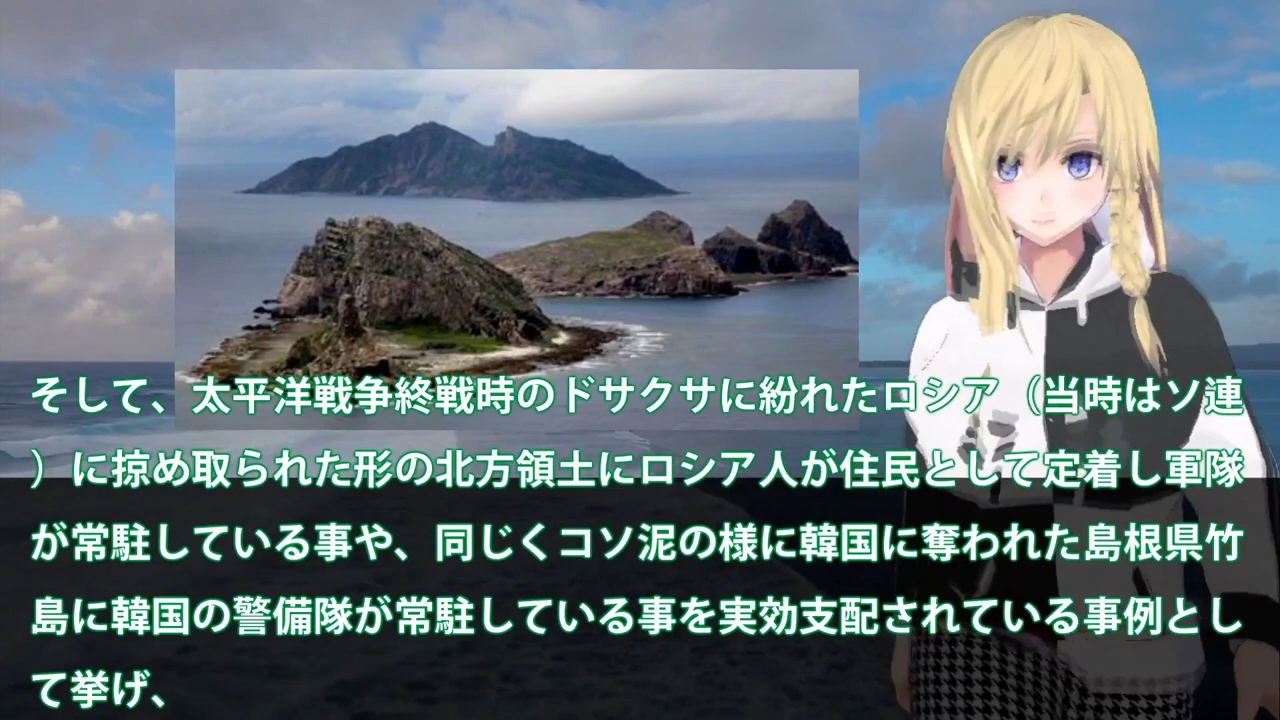 そして、太平洋戦争終戦時のドサクサに紛れたロシア（当時はソ連
）に掠め取られた形の北方領土にロシア人が住民として定着し軍隊
が常駐している事や、同じくコソ泥の様に韓国に奪われた島根県竹
島に韓国の警備隊が常駐している事を実効支配されている事例とし
て挙げ、